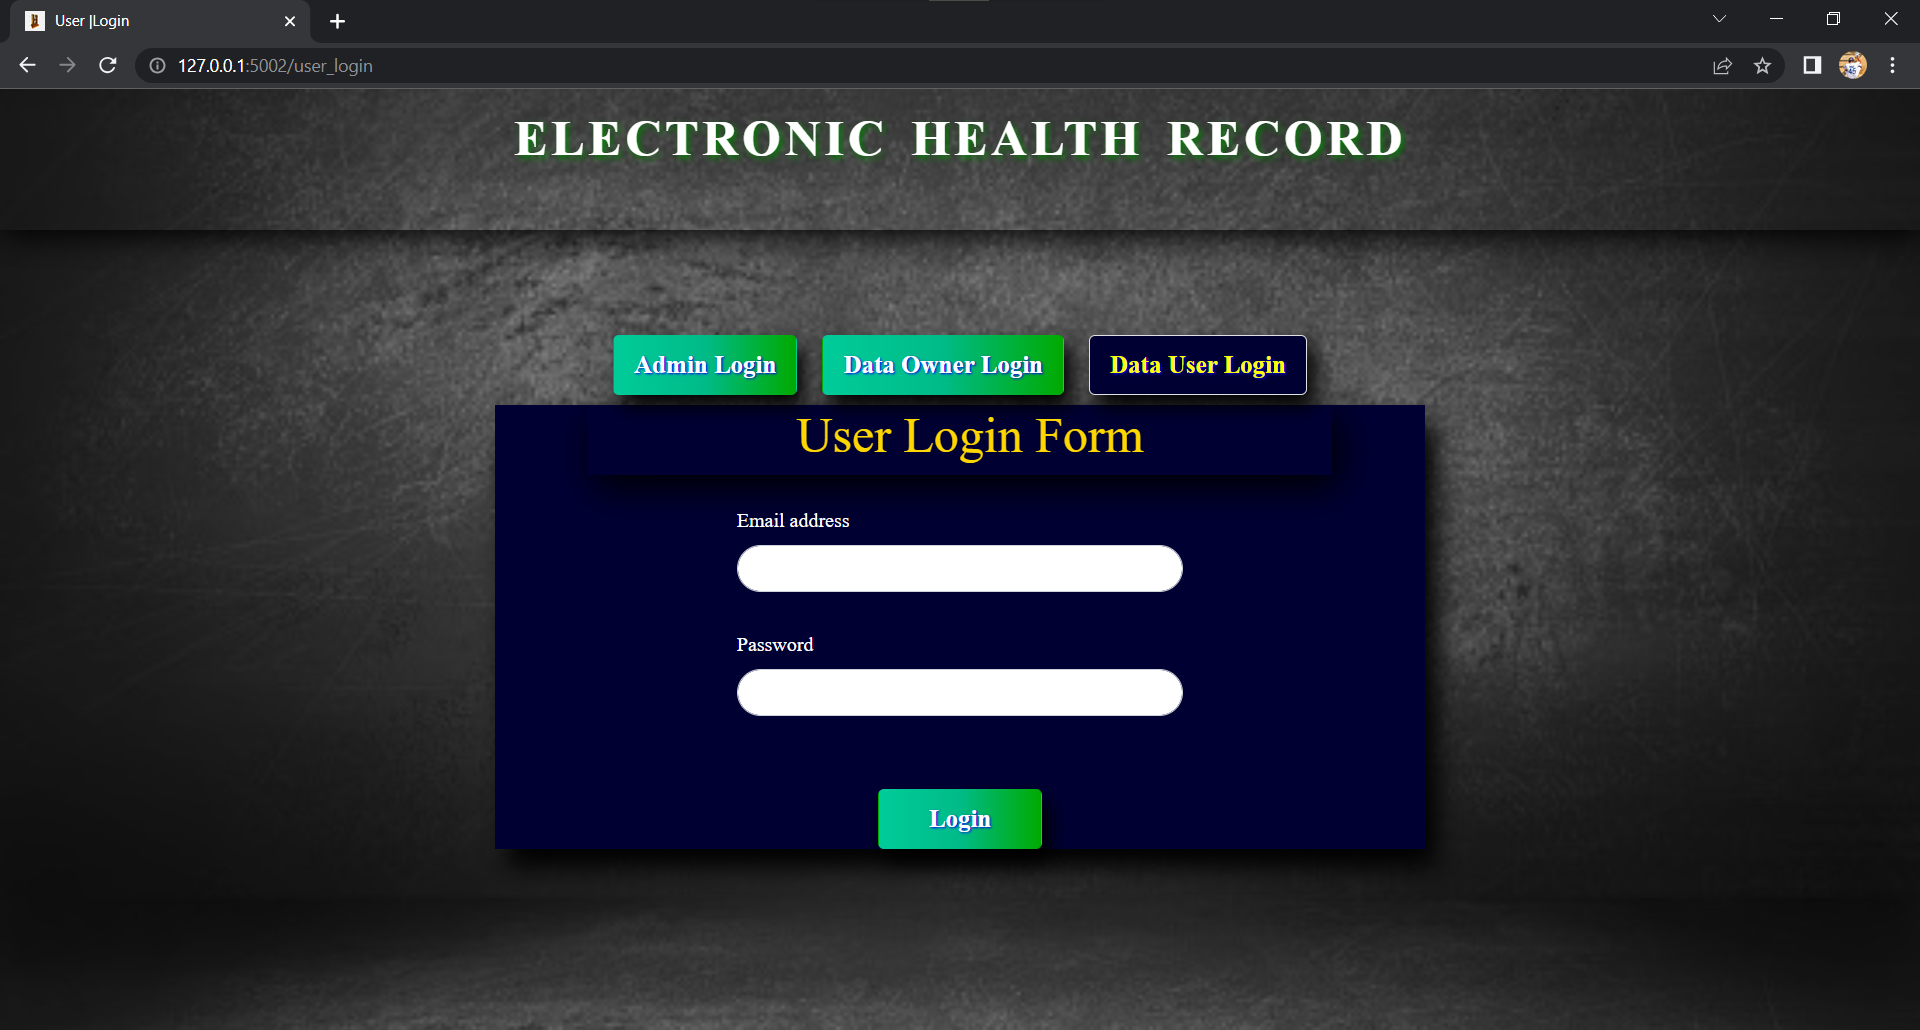 User |Login
127.0.0.1:5002/user_login
ELECTRONIC HEALTH RECORD
Admin Login
Data Owner Login
Data User Login
User Login Form
Email address
Password
Login